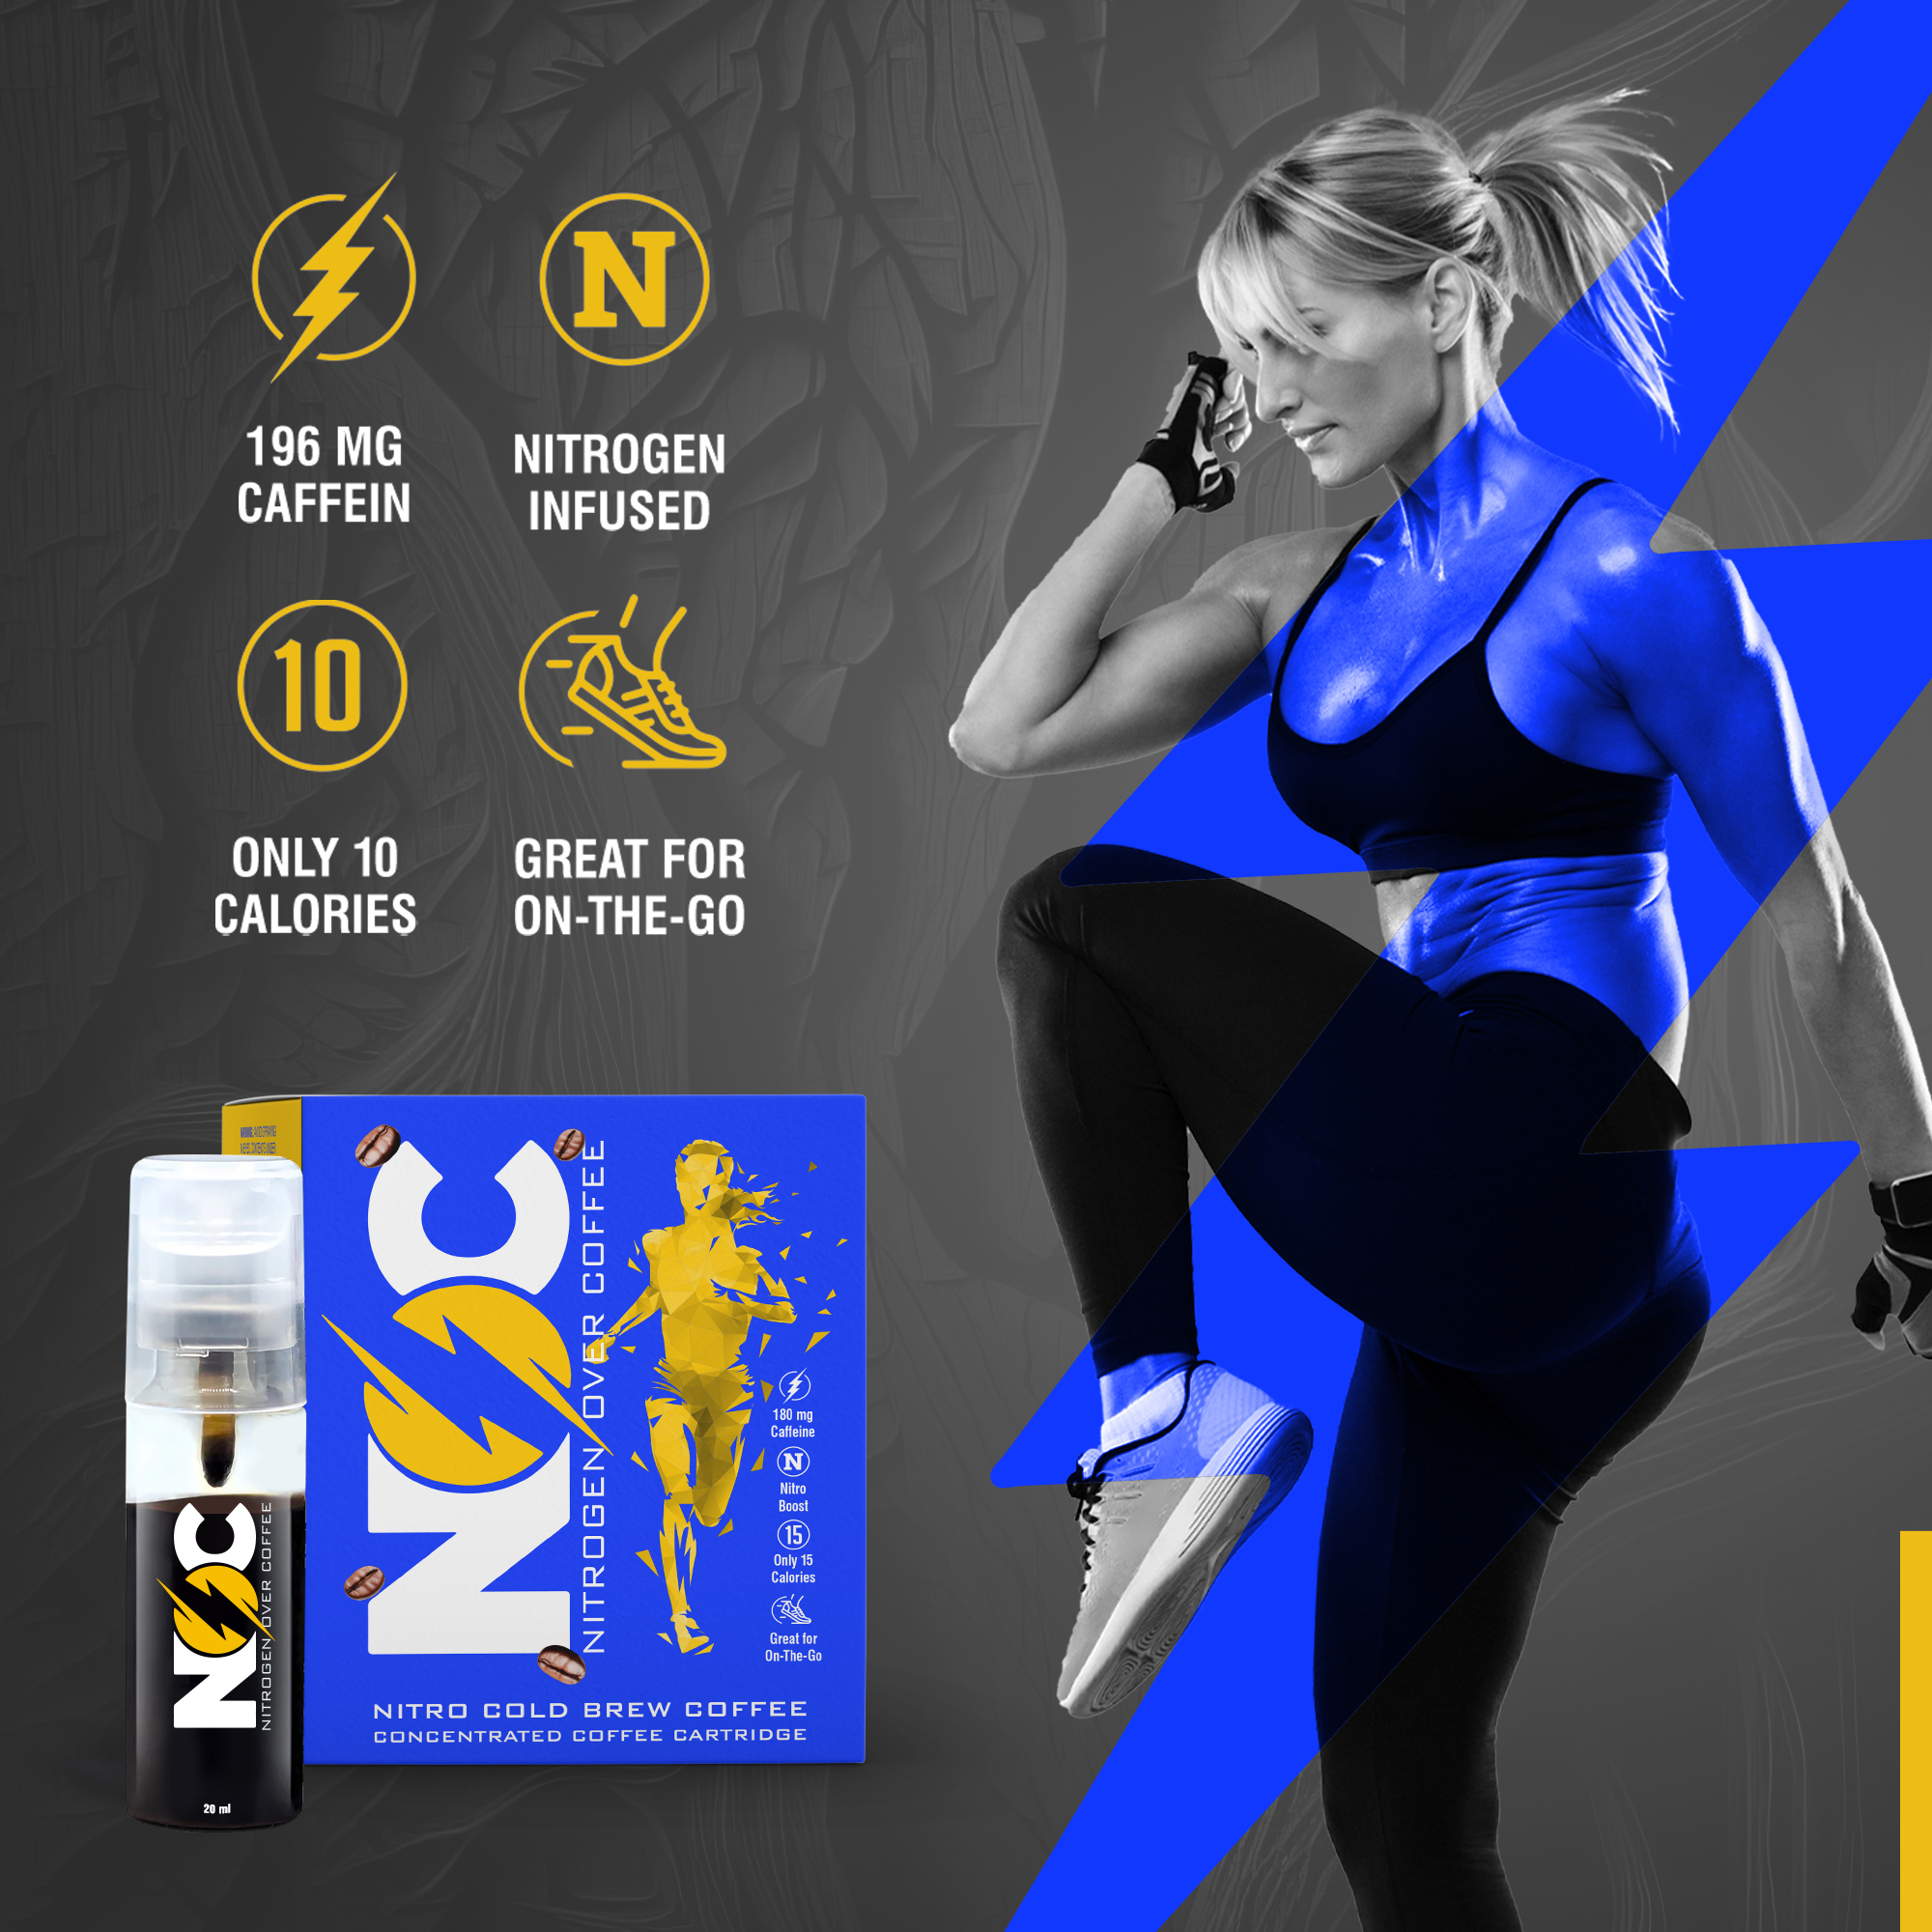 N
196 MG
CAFFEIN
NITROGEN
INFUSED
10
ONLY 10
CALORIES
GREAT FOR
ON-THE-GO
NOC
NITROGEN OVER COFFEE
180 mg
Caffeine
N
Nitro
Boost
15
Only 15
Calories
Great for
On-The-Go
NITRO COLD BREW COFFEE
CONCENTRATED COFFEE CARTRIDGE
NOC
NITROGEN OVER COFFEE
20 ml